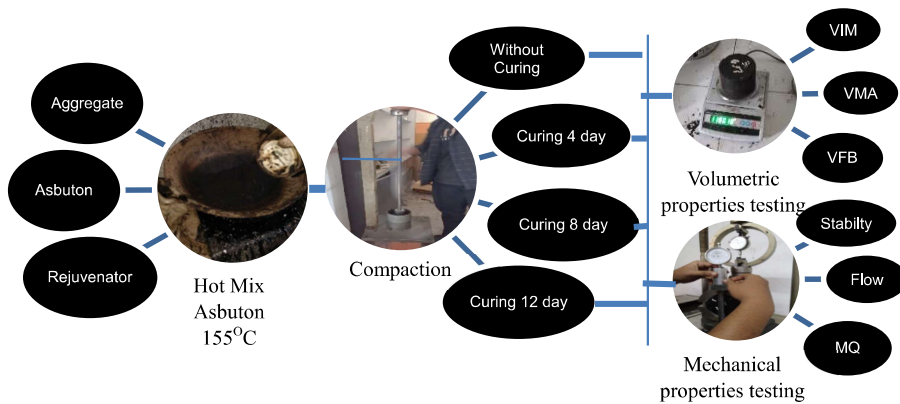 Aggregate
Asbuton
Rejuvenator
Hot Mix
Asbuton
155⁰C
Compaction
Without
Curing
Curing 4 day
Curing 8 day
Curing 12 day
Volumetric
properties testing
VIM
VMA
VFB
Mechanical
properties testing
Stabilty
Flow
MQ